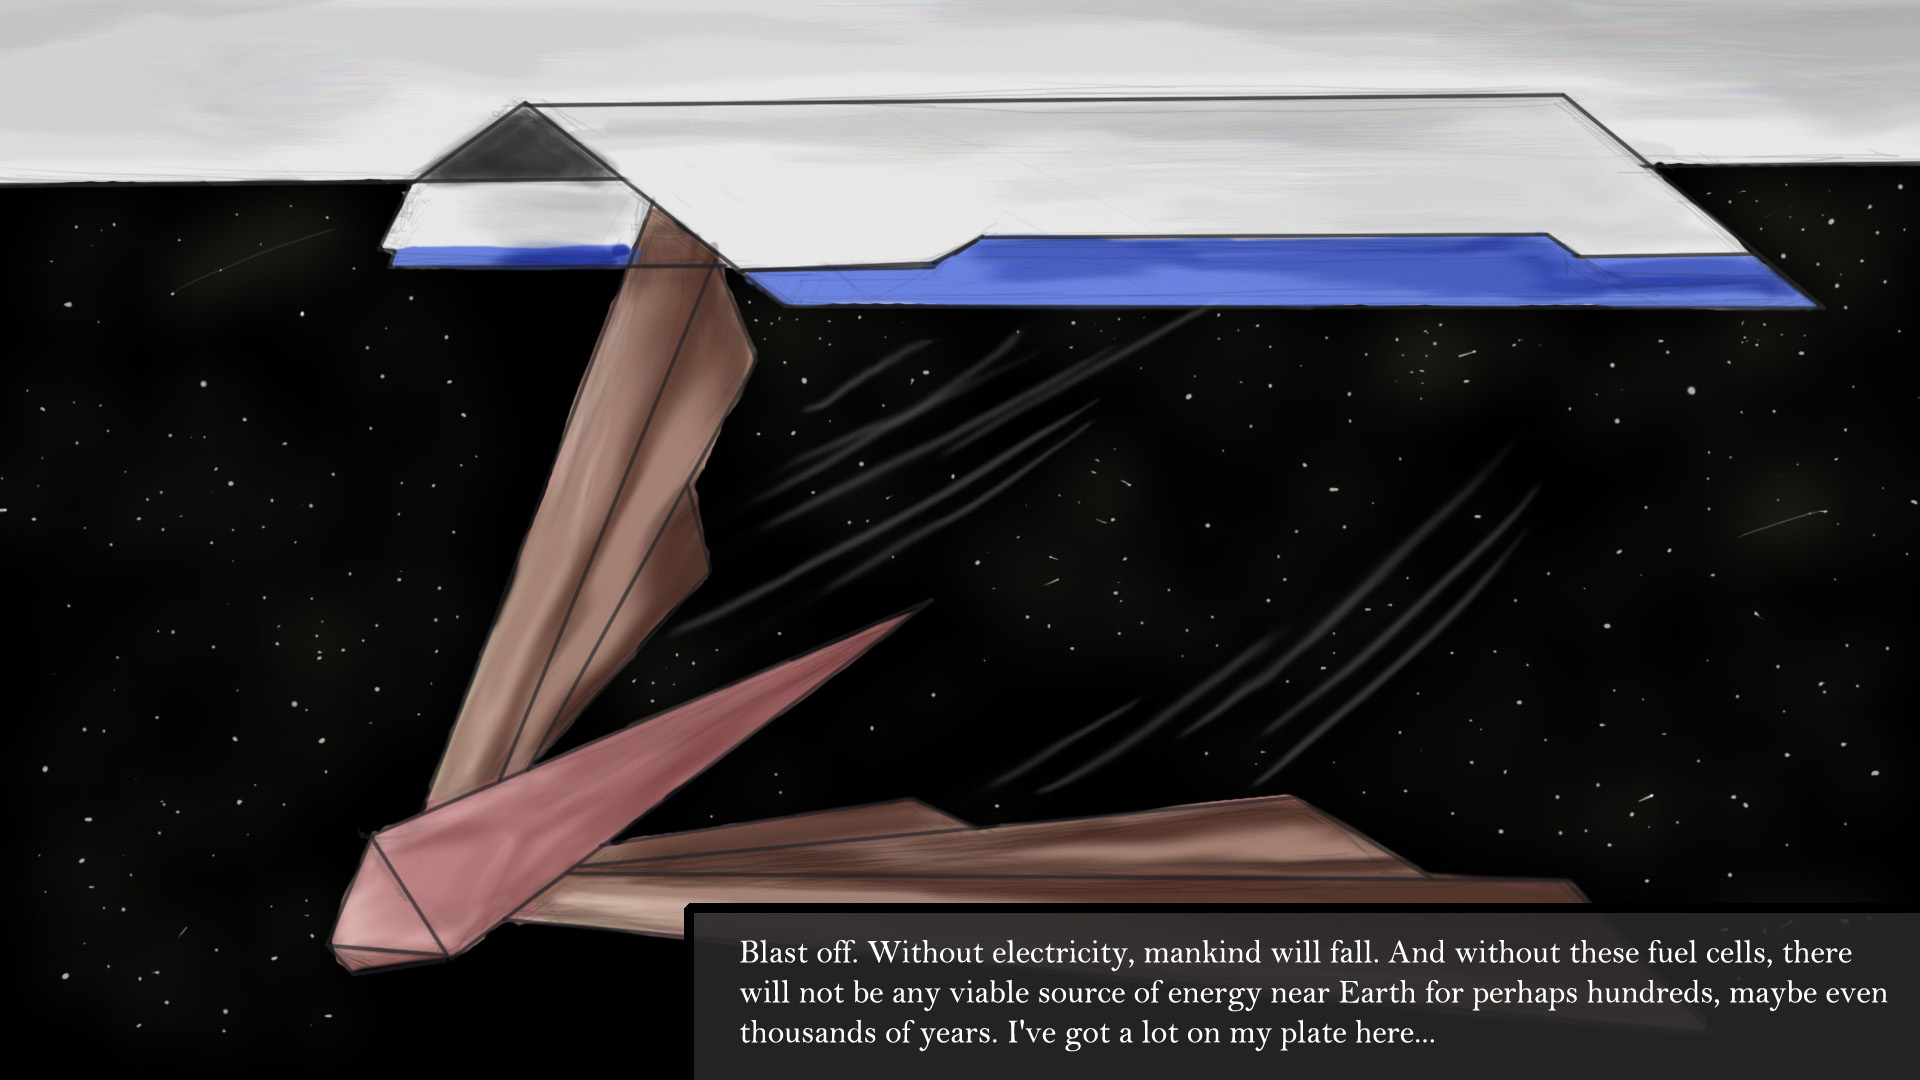 Blast off. Without electricity, mankind will fall. And without these fuel cells, there
will not be any viable source of energy near Earth for perhaps hundreds, maybe even
thousands of years. I've got a lot on my plate here...